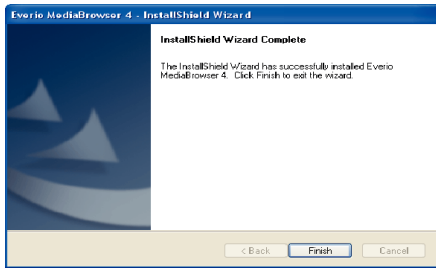 Everio MediaBrowser 4 - InstallShield Wizard
InstallShield Wizard Complete
The InstallShield Wizard has successfully installed Everio
MediaBrowser 4. Click Finish to exit the wizard.
< Back
Finish
Cancel